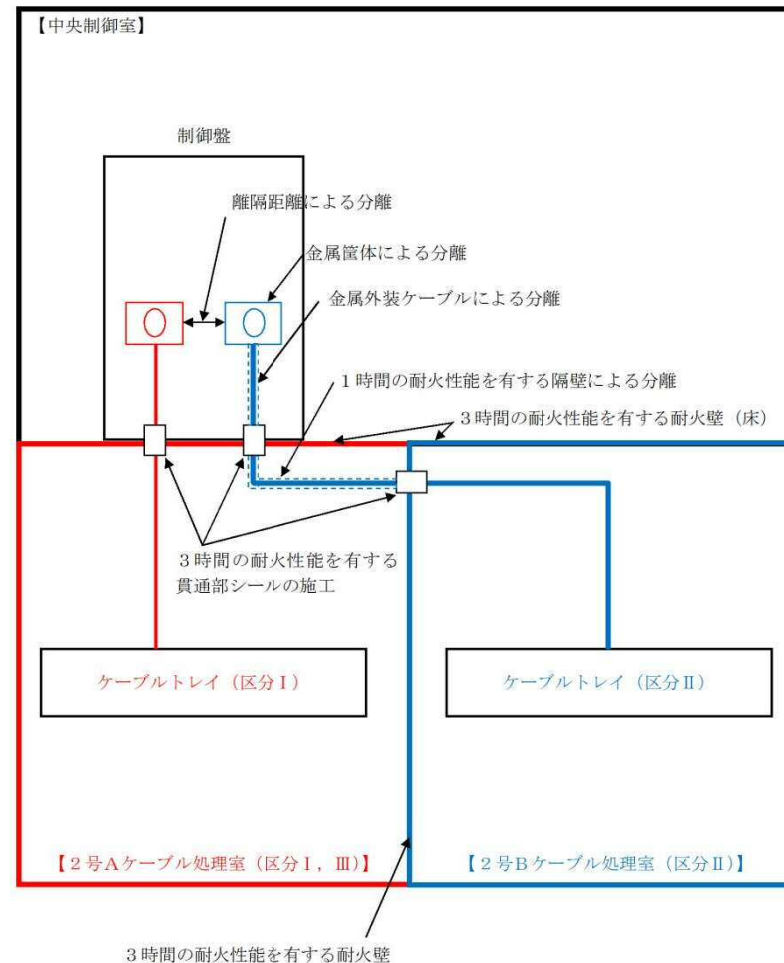 【中央制御室】
制御盤
離隔距離による分離
金属筐体による分離
金属外装ケーブルによる分離
１時間の耐火性能を有する隔壁による分離
３時間の耐火性能を有する耐火壁（床）
３時間の耐火性能を有する
貫通部シールの施工
ケーブルトレイ（区分Ⅰ）
ケーブルトレイ（区分Ⅱ）
【２号Aケーブル処理室（区分Ⅰ，Ⅲ）】
【２号Bケーブル処理室（区分Ⅱ）】
３時間の耐火性能を有する耐火壁